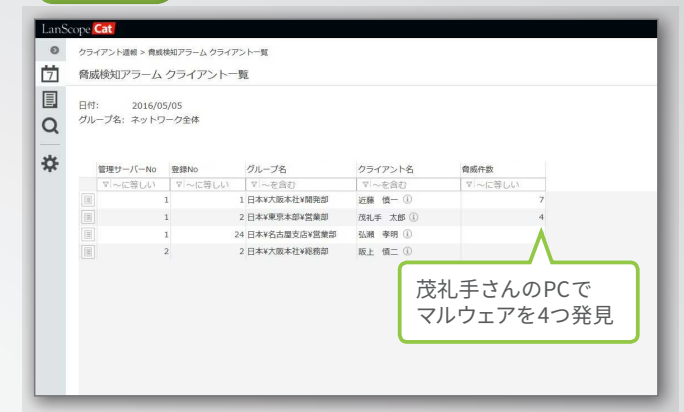 LanScope Cat
クライアント週報 > 脅威検知アラーム クライアント一覧
脅威検知アラーム クライアント一覧
日付: 2016/05/05
グループ名: ネットワーク全体
管理サーバーNo 登録No グループ名 クライアント名 脅威件数
～に等しい ～に等しい ～を含む ～を含む ～に等しい
1 1 日本¥大阪本社¥開発部 近藤 慎一 7
1 2 日本¥東京本部¥営業部 茂礼手 太郎 4
1 24 日本¥名古屋支店¥営業部 弘瀬 孝明
2 2 日本¥大阪本社¥総務部 阪上 慎二
茂礼手さんのPCで
マルウェアを4つ発見
7